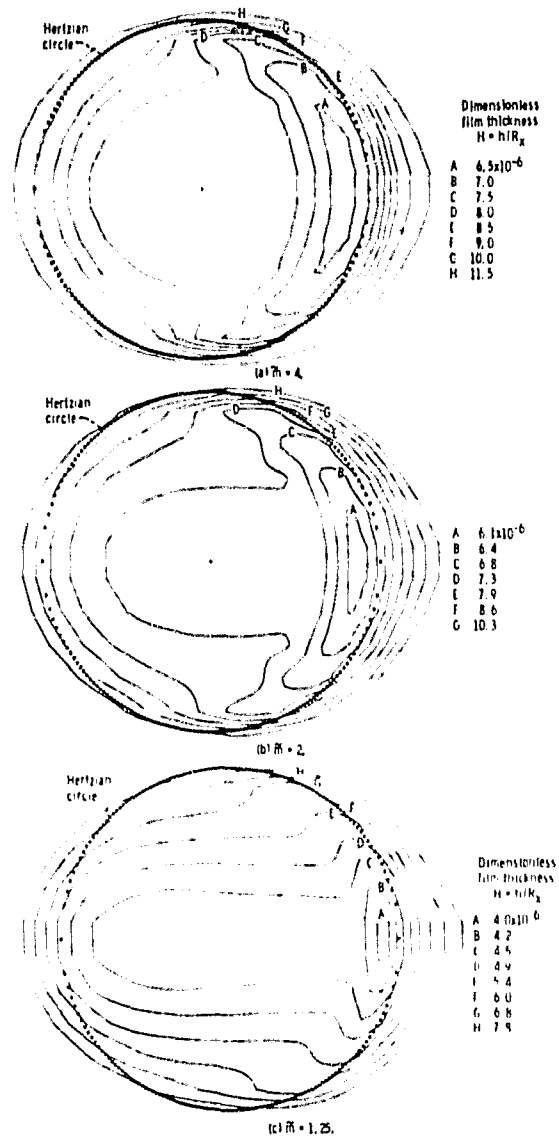 H
G
F
Hertzian
circle
D
C
B
E
A
Dimensionless
film thickness
H = h/Rx
A 6.5x10-6
B 7.0
C 7.5
D 8.0
E 8.5
F 9.0
G 10.0
H 11.5
(a) m̃ = 4.
Hertzian
circle
H
D
F G
C
E
B
A
A 6.1x10-6
B 6.4
C 6.8
D 7.3
E 7.9
F 8.6
G 10.3
(b) m̃ = 2.
Hertzian
circle
H
G
F
E
D
C
B
A
Dimensionless
film thickness
H = h/Rx
A 4.0x10-6
B 4.2
C 4.5
D 4.9
E 5.4
F 6.0
G 6.8
H 7.9
(c) m̃ = 1.25.